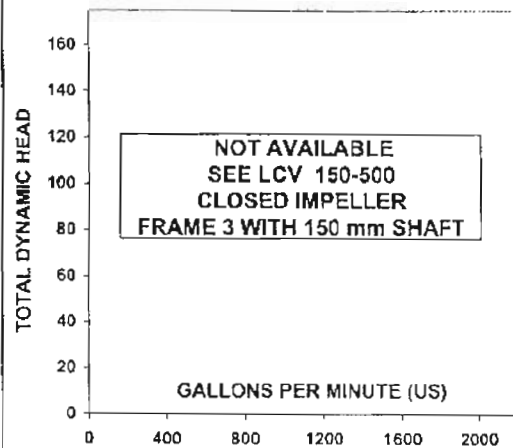 160
140
120
100
80
60
40
20
0
TOTAL DYNAMIC HEAD
NOT AVAILABLE
SEE LCV 150-500
CLOSED IMPELLER
FRAME 3 WITH 150 mm SHAFT
GALLONS PER MINUTE (US)
0 400 800 1200 1600 2000